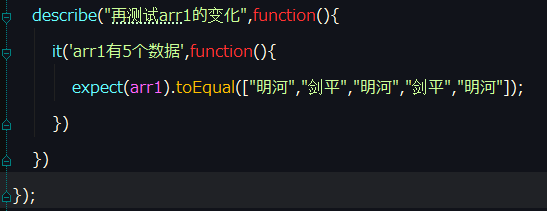 describe("再测试arr1的变化",function(){
it('arr1有5个数据',function(){
expect(arr1).toEqual(["明河","剑平","明河","剑平","明河"]);
})
})
});